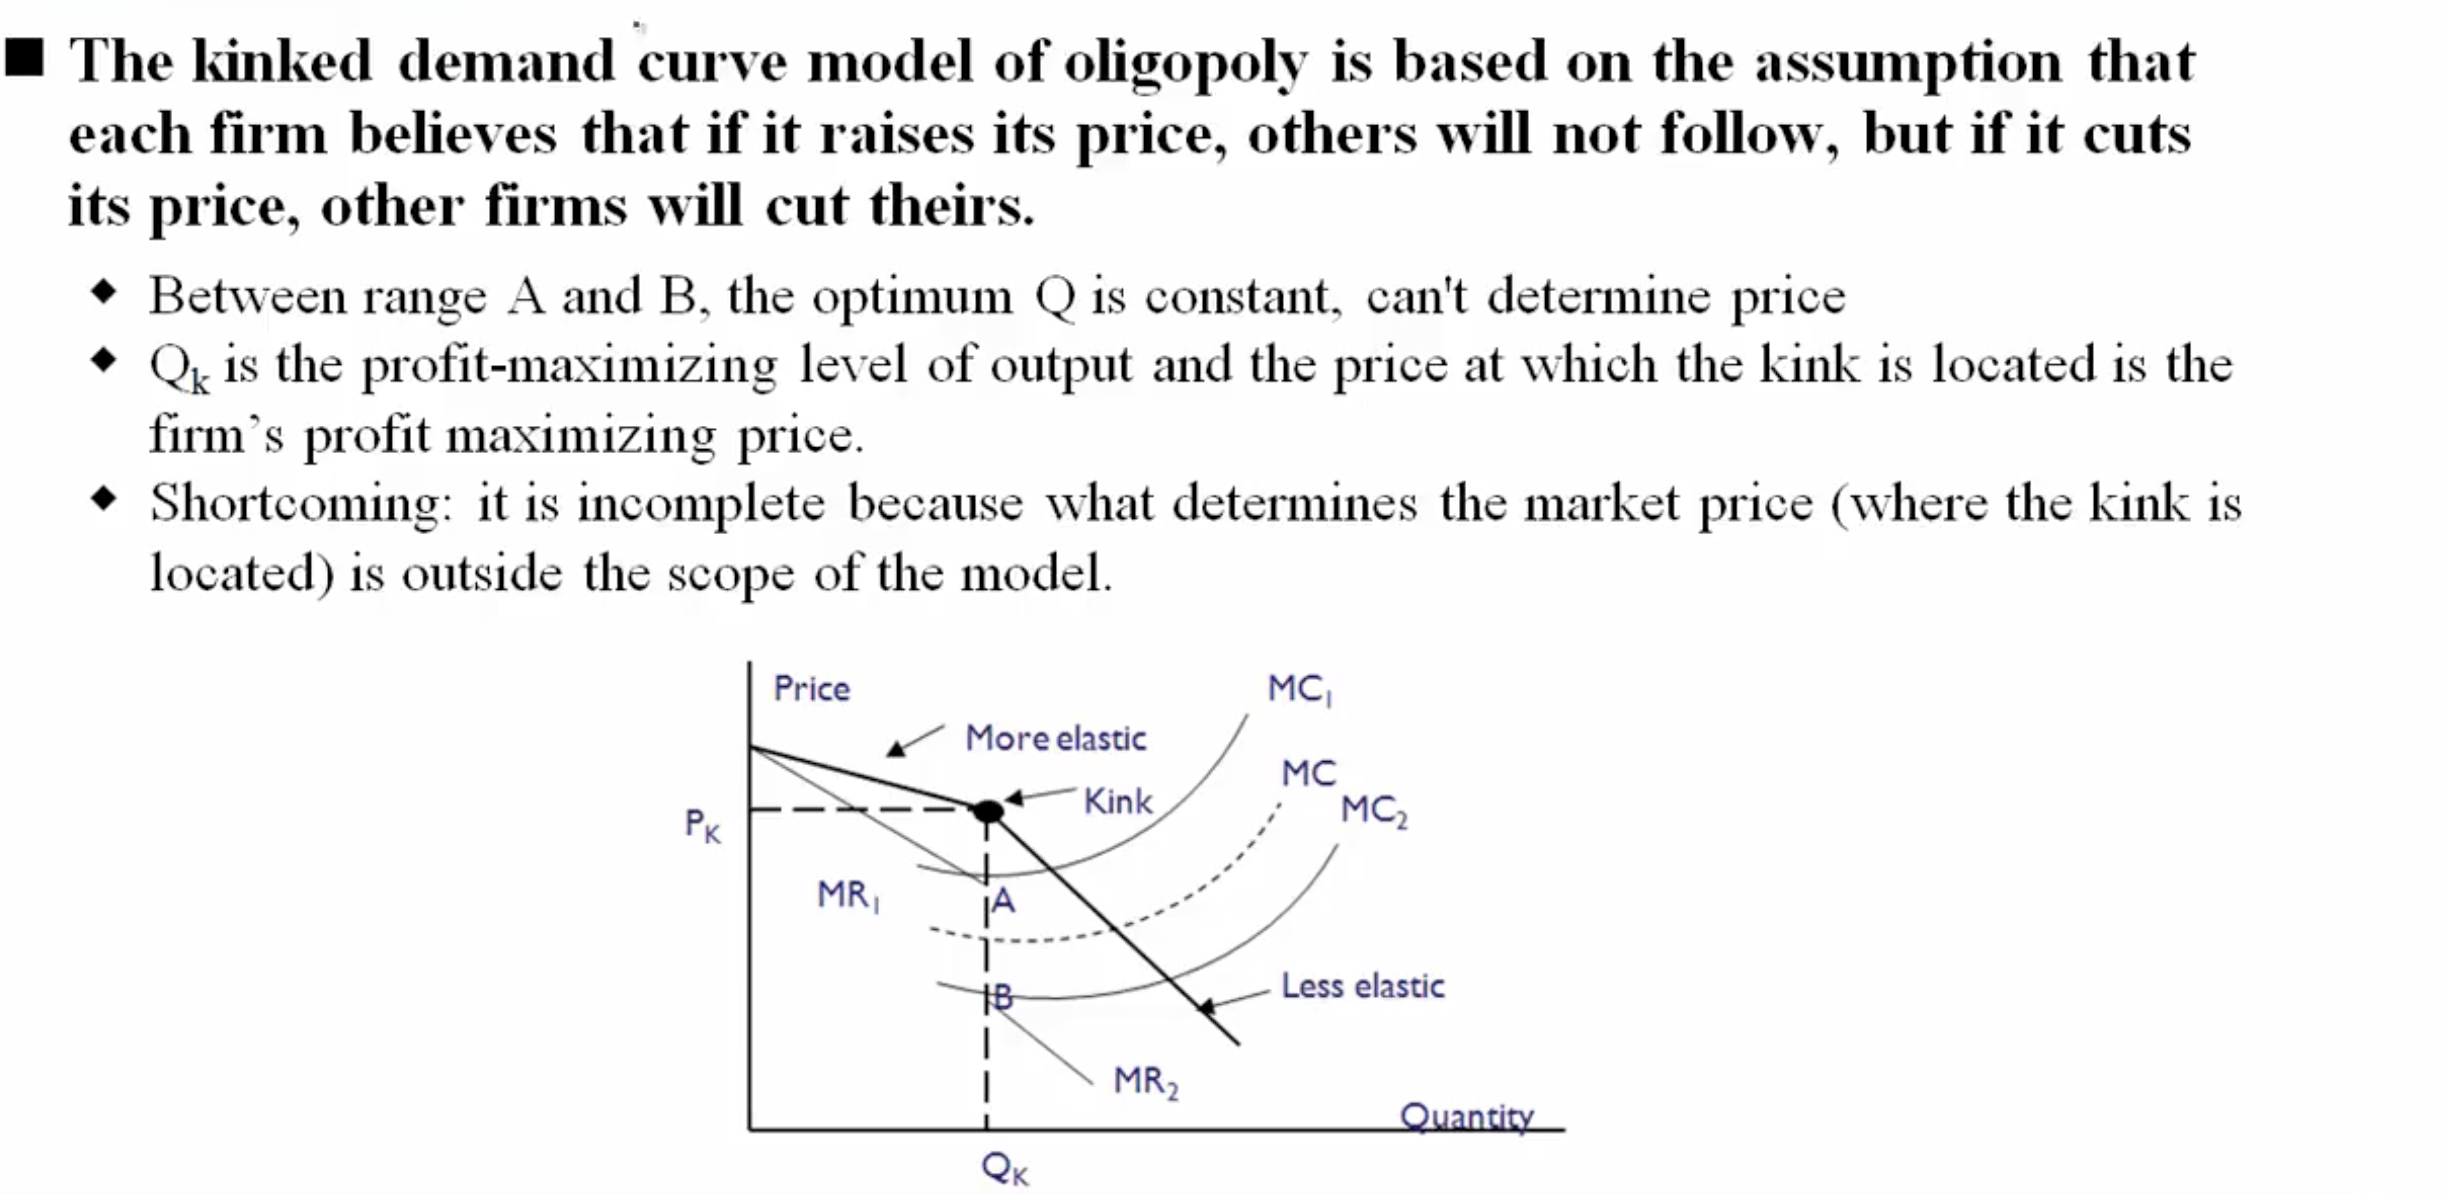 ■ The kinked demand curve model of oligopoly is based on the assumption that
each firm believes that if it raises its price, others will not follow, but if it cuts
its price, other firms will cut theirs.
◆ Between range A and B, the optimum Q is constant, can't determine price
◆ Qₖ is the profit-maximizing level of output and the price at which the kink is located is the
firm’s profit maximizing price.
◆ Shortcoming: it is incomplete because what determines the market price (where the kink is
located) is outside the scope of the model.
Price
MC₁
More elastic
MC
Kink
MC₂
P_K
MR₁
A
B
Less elastic
MR₂
Quantity
Q_K